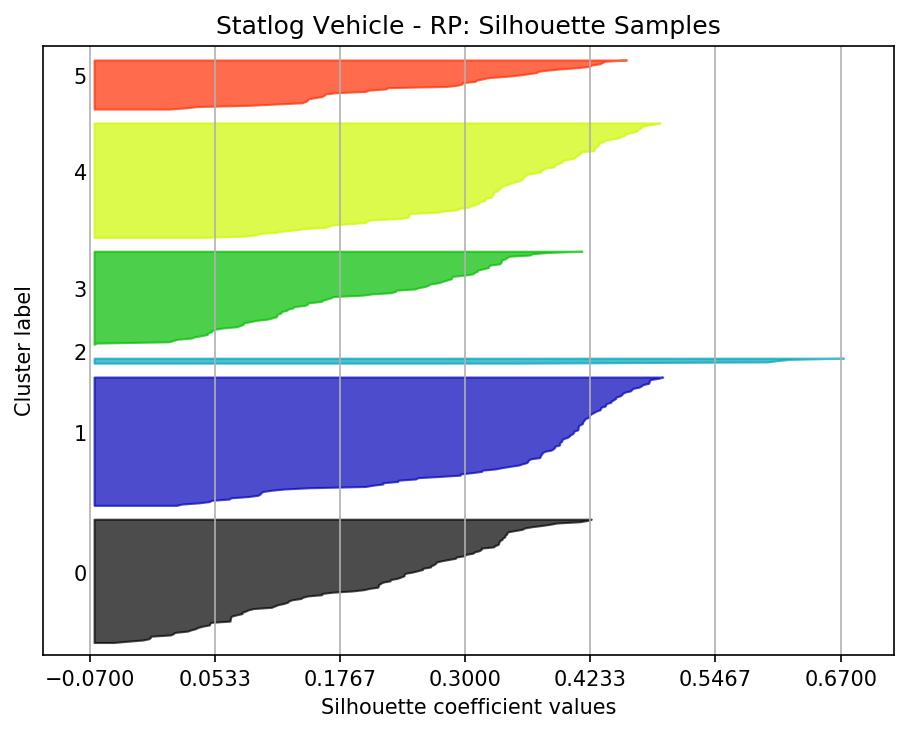 Statlog Vehicle - RP: Silhouette Samples
Cluster label
5
4
3
2
1
0
−0.0700 0.0533 0.1767 0.3000 0.4233 0.5467 0.6700
Silhouette coefficient values